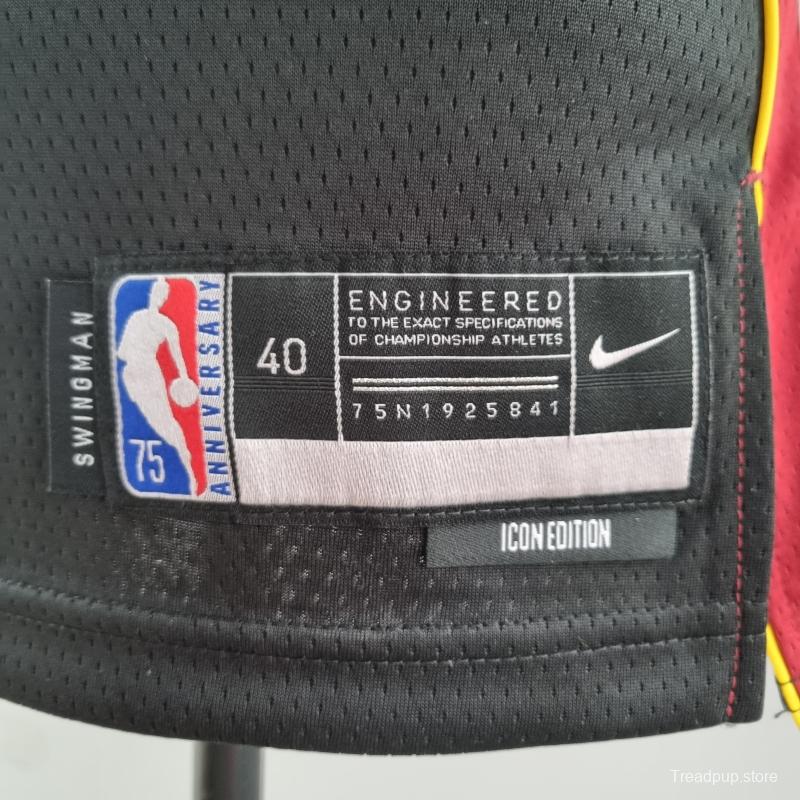 SWINGMAN
75
ANNIVERSARY
40
ENGINEERED
TO THE EXACT SPECIFICATIONS
OF CHAMPIONSHIP ATHLETES
75N1925841
ICON EDITION
Treadpup.store